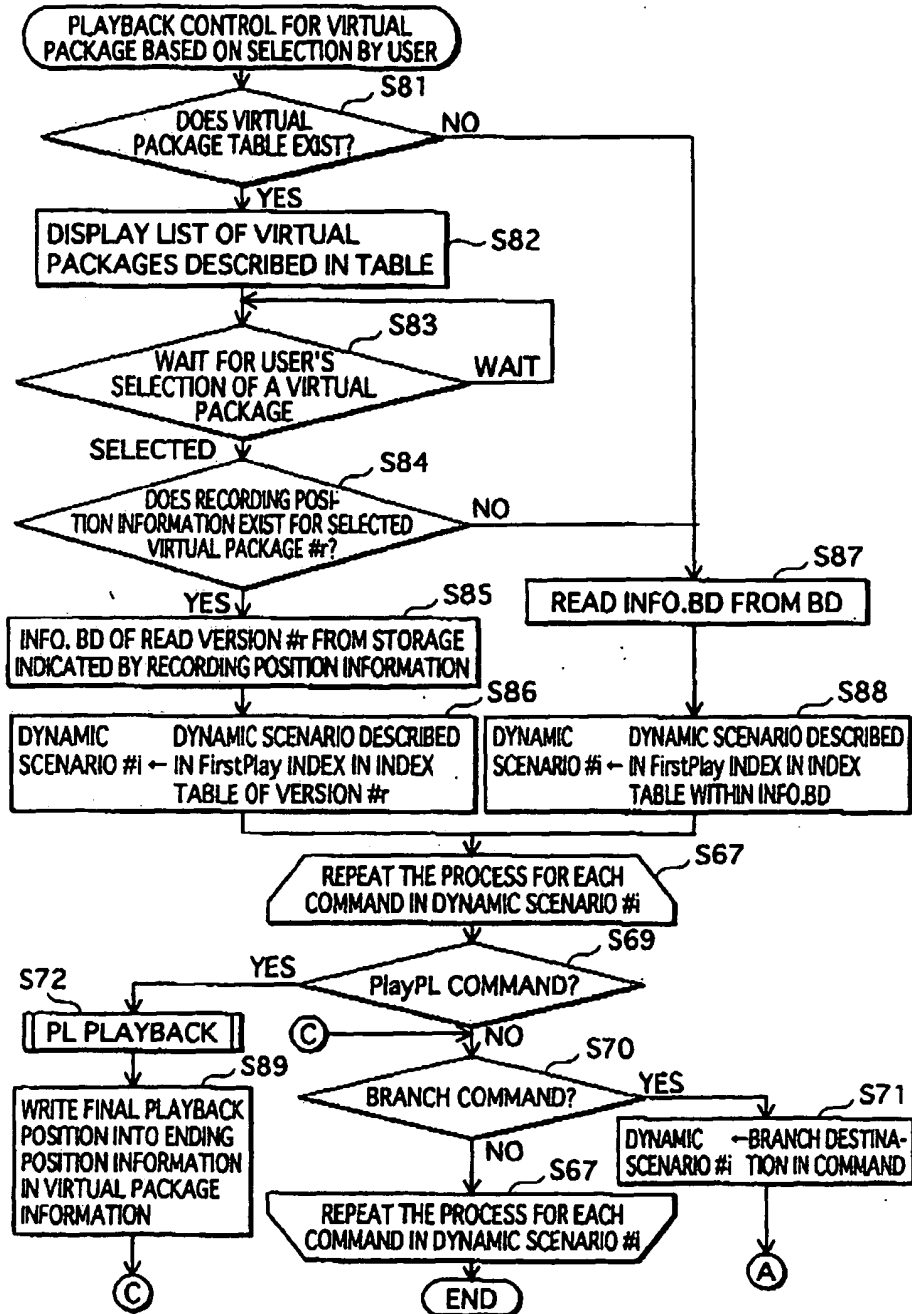 PLAYBACK CONTROL FOR VIRTUAL
PACKAGE BASED ON SELECTION BY USER
S81
DOES VIRTUAL
PACKAGE TABLE EXIST?
NO
YES
DISPLAY LIST OF VIRTUAL
PACKAGES DESCRIBED IN TABLE
S82
S83
WAIT FOR USER'S
SELECTION OF A VIRTUAL
PACKAGE
WAIT
SELECTED
S84
DOES RECORDING POSI-
TION INFORMATION EXIST FOR SELECTED
VIRTUAL PACKAGE #r?
NO
YES
S85
INFO. BD OF READ VERSION #r FROM STORAGE
INDICATED BY RECORDING POSITION INFORMATION
S87
READ INFO.BD FROM BD
S86
DYNAMIC DYNAMIC SCENARIO DESCRIBED
SCENARIO #i ← IN FirstPlay INDEX IN INDEX
TABLE OF VERSION #r
S88
DYNAMIC DYNAMIC SCENARIO DESCRIBED
SCENARIO #i ← IN FirstPlay INDEX IN INDEX
TABLE WITHIN INFO.BD
S67
REPEAT THE PROCESS FOR EACH
COMMAND IN DYNAMIC SCENARIO #i
S69
PlayPL COMMAND?
YES
NO
S72
PL PLAYBACK
C
S89
WRITE FINAL PLAYBACK
POSITION INTO ENDING
POSITION INFORMATION
IN VIRTUAL PACKAGE
INFORMATION
C
S70
BRANCH COMMAND?
YES
NO
S71
DYNAMIC ←BRANCH DESTINA-
SCENARIO #i TION IN COMMAND
A
S67
REPEAT THE PROCESS FOR EACH
COMMAND IN DYNAMIC SCENARIO #i
END